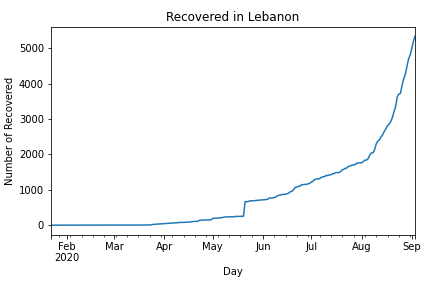 Recovered in Lebanon
Number of Recovered
5000
4000
3000
2000
1000
0
Feb Mar Apr May Jun Jul Aug Sep
2020
Day